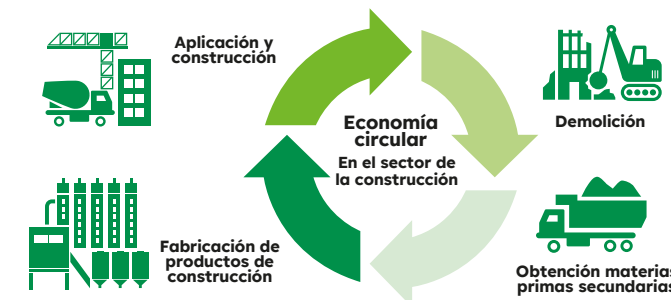 Aplicación y
construcción
Economía
circular
En el sector de
la construcción
Demolición
Fabricación de
productos de
construcción
Obtención materias
primas secundarias